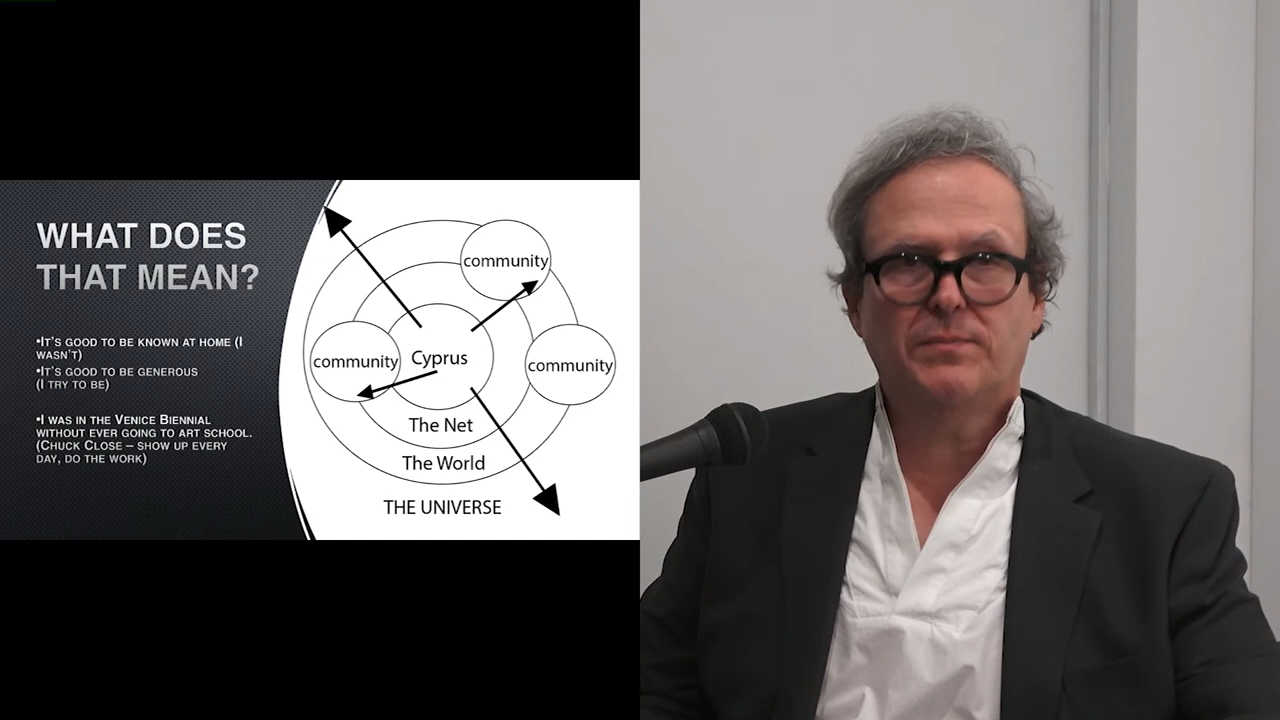 WHAT DOES
THAT MEAN?
•IT'S GOOD TO BE KNOWN AT HOME (I
WASN'T)
•IT'S GOOD TO BE GENEROUS
(I TRY TO BE)
•I WAS IN THE VENICE BIENNIAL
WITHOUT EVER GOING TO ART SCHOOL.
(CHUCK CLOSE – SHOW UP EVERY
DAY, DO THE WORK)
community
community
Cyprus
community
The Net
The World
THE UNIVERSE